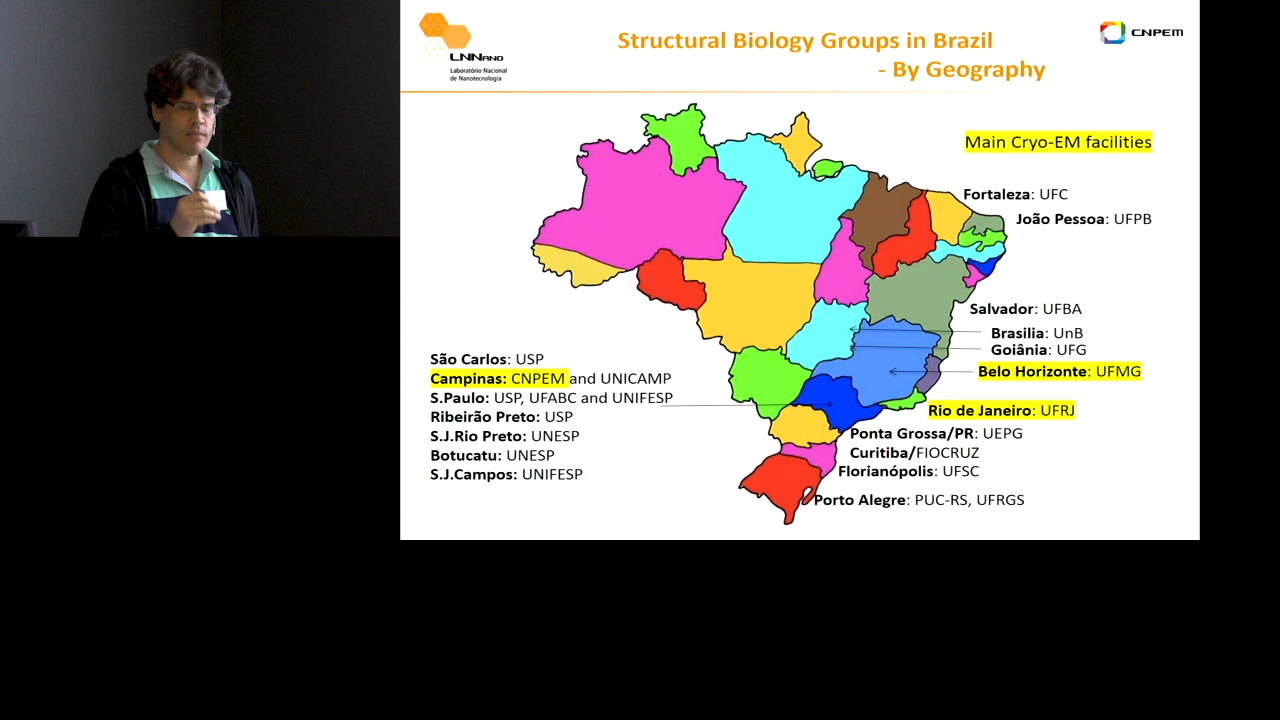 LNNANO
Laboratório Nacional
de Nanotecnologia
Structural Biology Groups in Brazil
- By Geography
CNPEM
Main Cryo-EM facilities
Fortaleza: UFC
João Pessoa: UFPB
Salvador: UFBA
Brasilia: UnB
Goiânia: UFG
Belo Horizonte: UFMG
Rio de Janeiro: UFRJ
Ponta Grossa/PR: UEPG
Curitiba/FIOCRUZ
Florianópolis: UFSC
Porto Alegre: PUC-RS, UFRGS
São Carlos: USP
Campinas: CNPEM and UNICAMP
S.Paulo: USP, UFABC and UNIFESP
Ribeirão Preto: USP
S.J.Rio Preto: UNESP
Botucatu: UNESP
S.J.Campos: UNIFESP